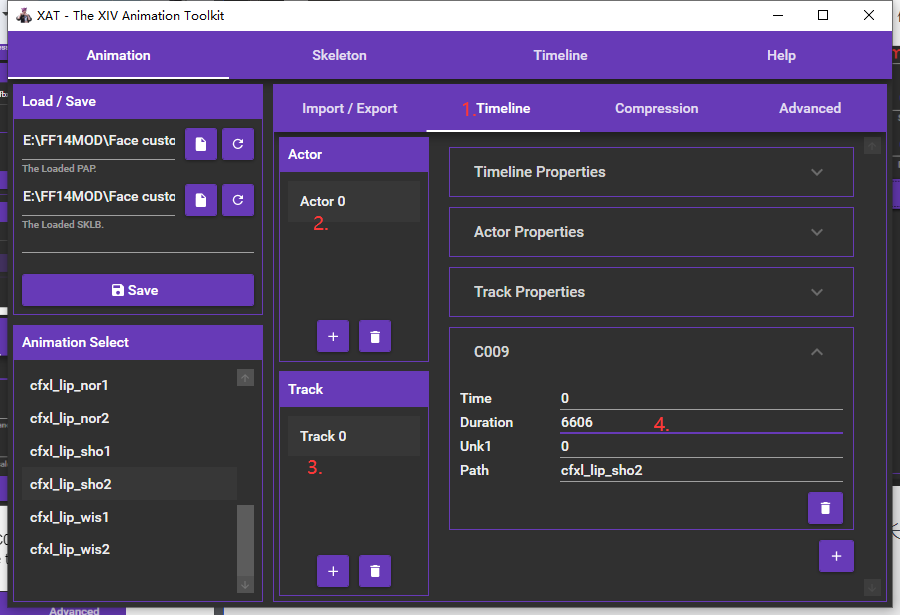 XAT - The XIV Animation Toolkit
Animation
Skeleton
Timeline
Help
Load / Save
E:\FF14MOD\Face custo
The Loaded PAP.
E:\FF14MOD\Face custo
The Loaded SKLB.
Save
Animation Select
cfxl_lip_nor1
cfxl_lip_nor2
cfxl_lip_sho1
cfxl_lip_sho2
cfxl_lip_wis1
cfxl_lip_wis2
Import / Export
1. Timeline
Compression
Advanced
Actor
Actor 0
2.
Track
Track 0
3.
Timeline Properties
Actor Properties
Track Properties
C009
Time 0
Duration 6606 4.
Unk1 0
Path cfxl_lip_sho2
Advanced